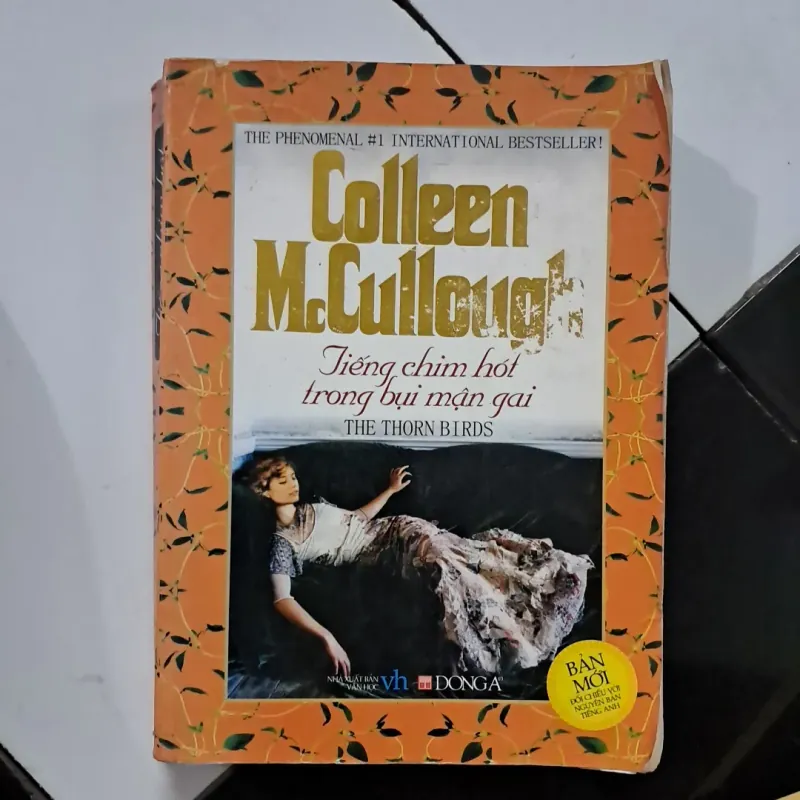 THE PHENOMENAL #1 INTERNATIONAL BESTSELLER!
Colleen
McCullough
Tiếng chim hót
trong bụi mận gai
THE THORN BIRDS
NHÀ XUẤT BẢN
VĂN HỌC
vh
DONGA
BẢN
MỚI
ĐỐI CHIẾU VỚI
NGUYÊN BẢN
TIẾNG ANH